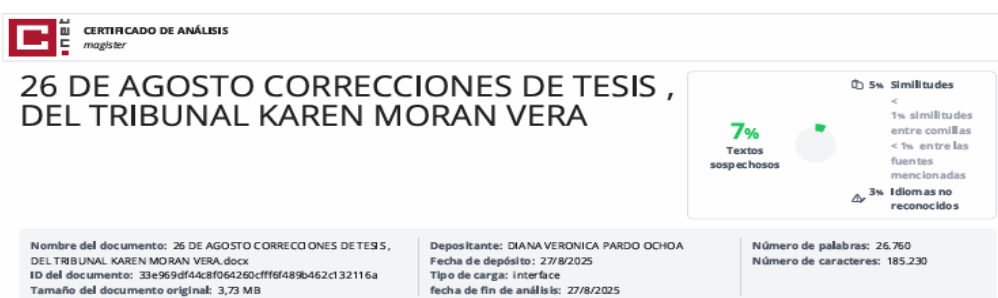 .net
CERTIFICADO DE ANÁLISIS
magister
26 DE AGOSTO CORRECCIONES DE TESIS ,
DEL TRIBUNAL KAREN MORAN VERA
7%
Textos
sospechosos
5% Similitudes
<
1% similitudes
entre comillas
< 1% entre las
fuentes
mencionadas
3% Idiomas no
reconocidos
Nombre del documento: 26 DE AGOSTO CORRECCIONES DE TESIS,
DEL TRIBUNAL KAREN MORAN VERA.docx
ID del documento: 33e969df44c8f064260cfff6f489b462c132116a
Tamaño del documento original: 3,73 MB
Depositante: DIANA VERONICA PARDO OCHOA
Fecha de depósito: 27/8/2025
Tipo de carga: interface
fecha de fin de análisis: 27/8/2025
Número de palabras: 26.760
Número de caracteres: 185.230